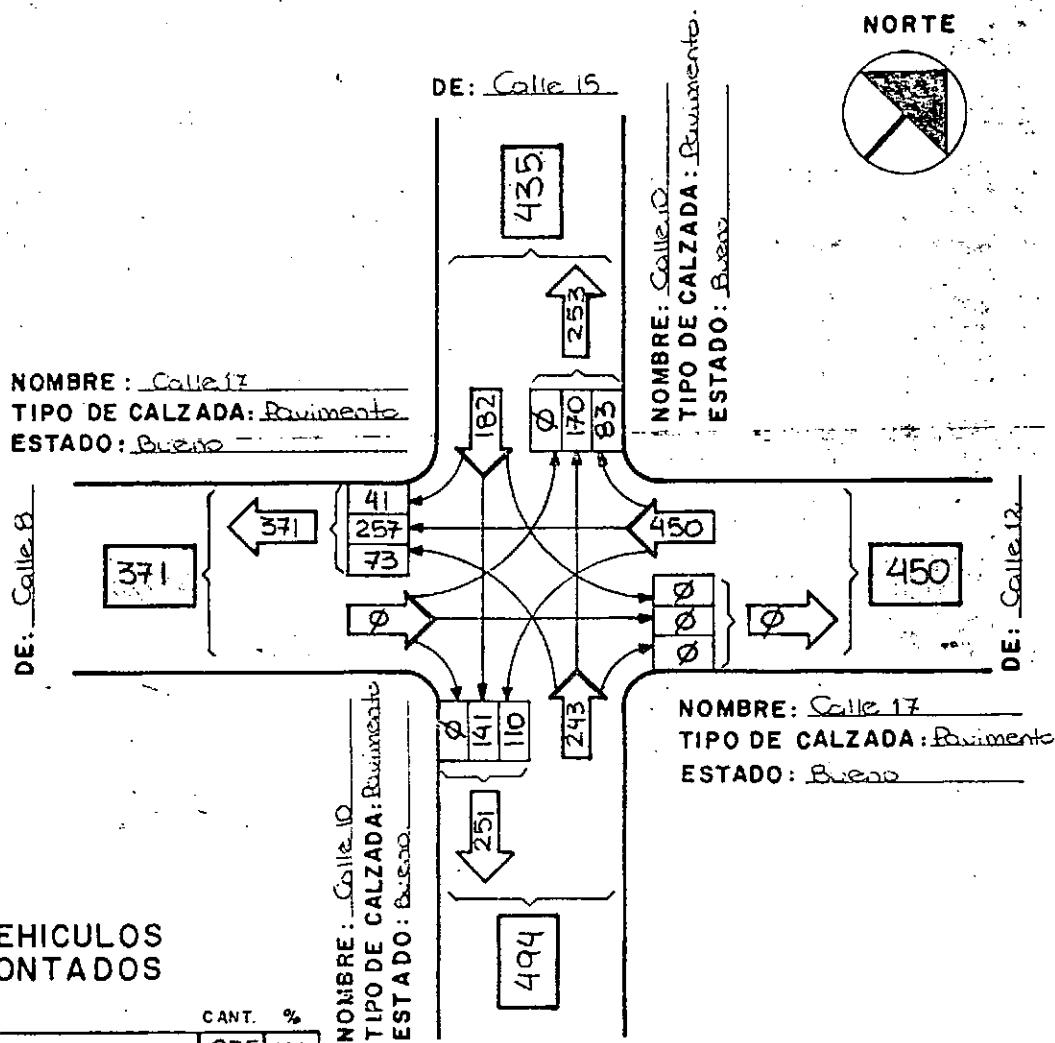 NORTE
DE: Calle 15
435
253
NOMBRE: Calle 10
TIPO DE CALZADA: Pavimento.
ESTADO: Bueno
NOMBRE: Calle 17
TIPO DE CALZADA: Pavimento
ESTADO: Bueno
182
Ø 170 83
DE: Calle 8
371
371
41
257
73
450
450
DE: Calle 12
Ø
Ø
Ø
Ø
Ø
Ø 141 110
243
NOMBRE: Calle 17
TIPO DE CALZADA: Pavimento
ESTADO: Bueno
251
494
NOMBRE: Calle 10
TIPO DE CALZADA: Pavimento
ESTADO: Bueno.
EHICULOS
ONTADOS
CANT. %